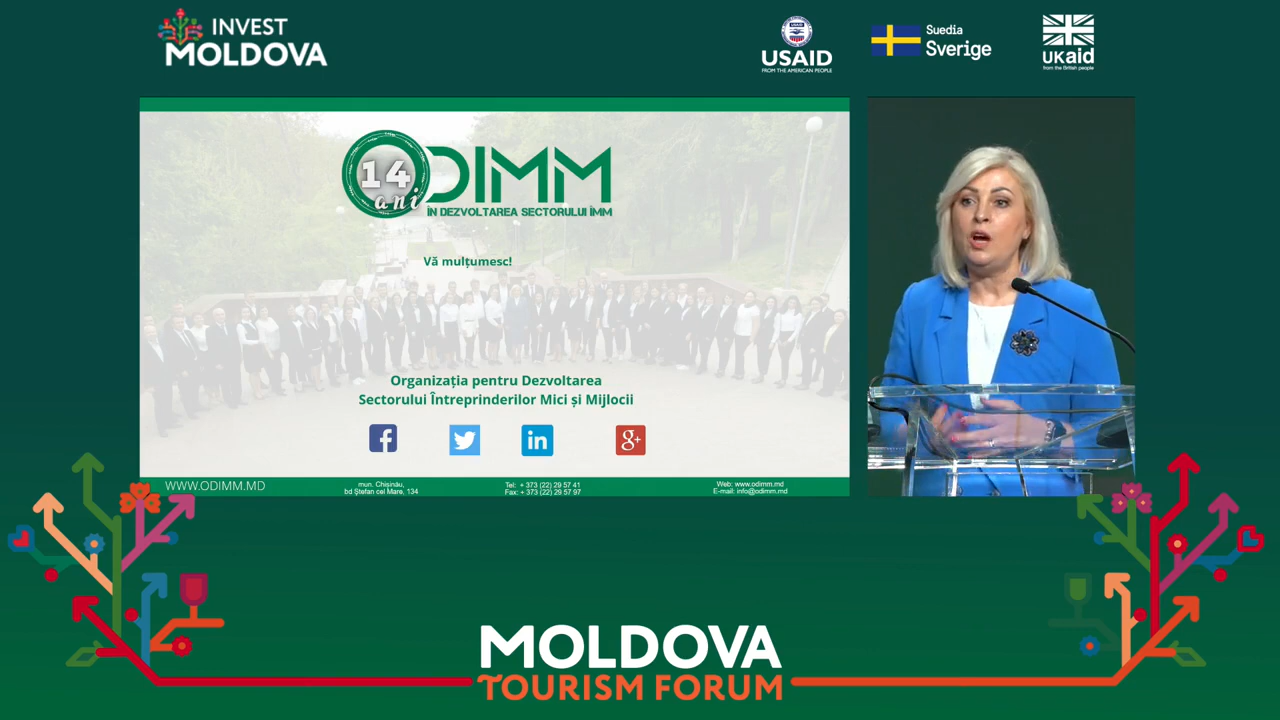 INVEST
MOLDOVA
USAID
FROM THE AMERICAN PEOPLE
Suedia
Sverige
UKaid
from the British people
14
ani
ODIMM
ÎN DEZVOLTAREA SECTORULUI ÎMM
Vă mulțumesc!
Organizația pentru Dezvoltarea
Sectorului Întreprinderilor Mici și Mijlocii
f
in
g+
WWW.ODIMM.MD
mun. Chișinău,
bd Ștefan cel Mare, 134
Tel: + 373 (22) 29 57 41
Fax: + 373 (22) 29 57 97
Web: www.odimm.md
E-mail: info@odimm.md
MOLDOVA
TOURISM FORUM